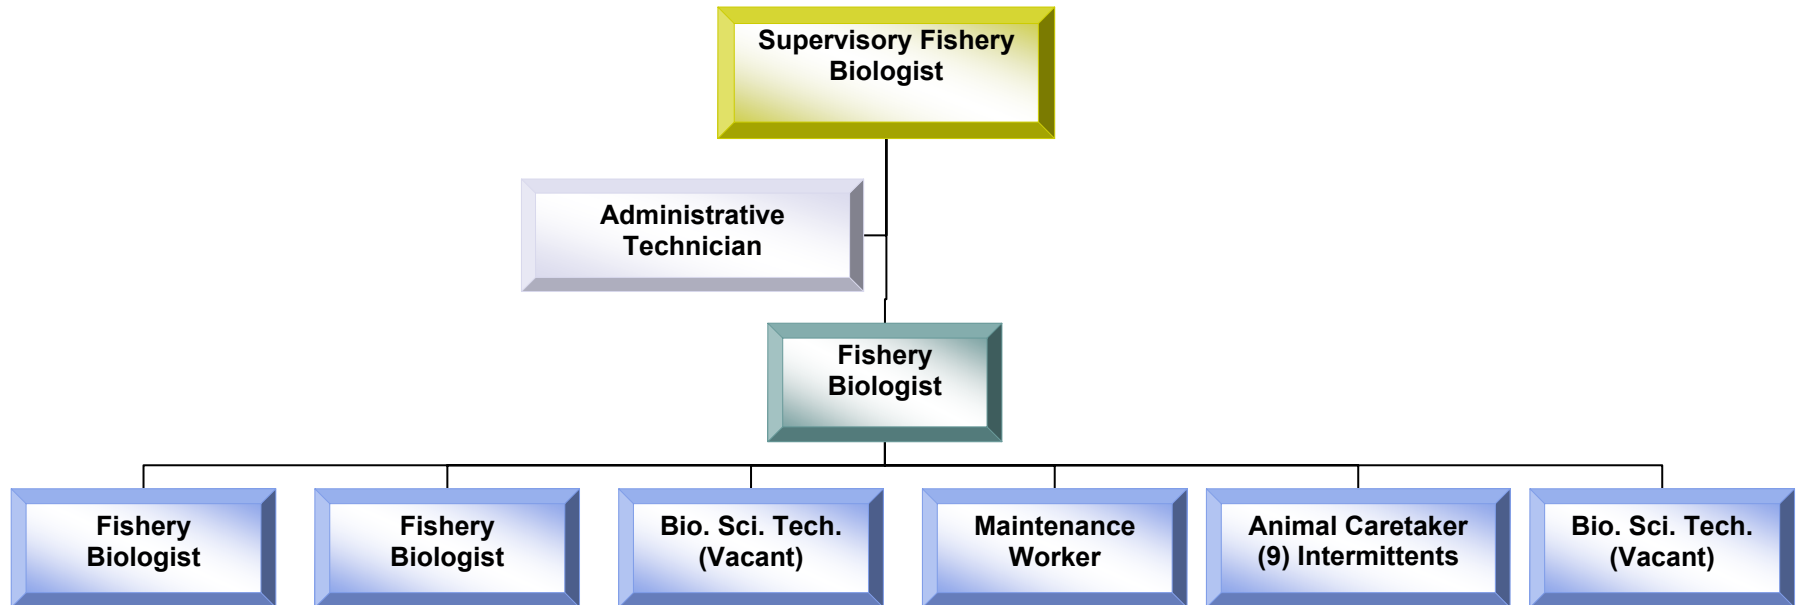 Supervisory Fishery
Biologist
Administrative
Technician
Fishery
Biologist
Fishery
Biologist
Fishery
Biologist
Bio. Sci. Tech.
(Vacant)
Maintenance
Worker
Animal Caretaker
(9) Intermittents
Bio. Sci. Tech.
(Vacant)